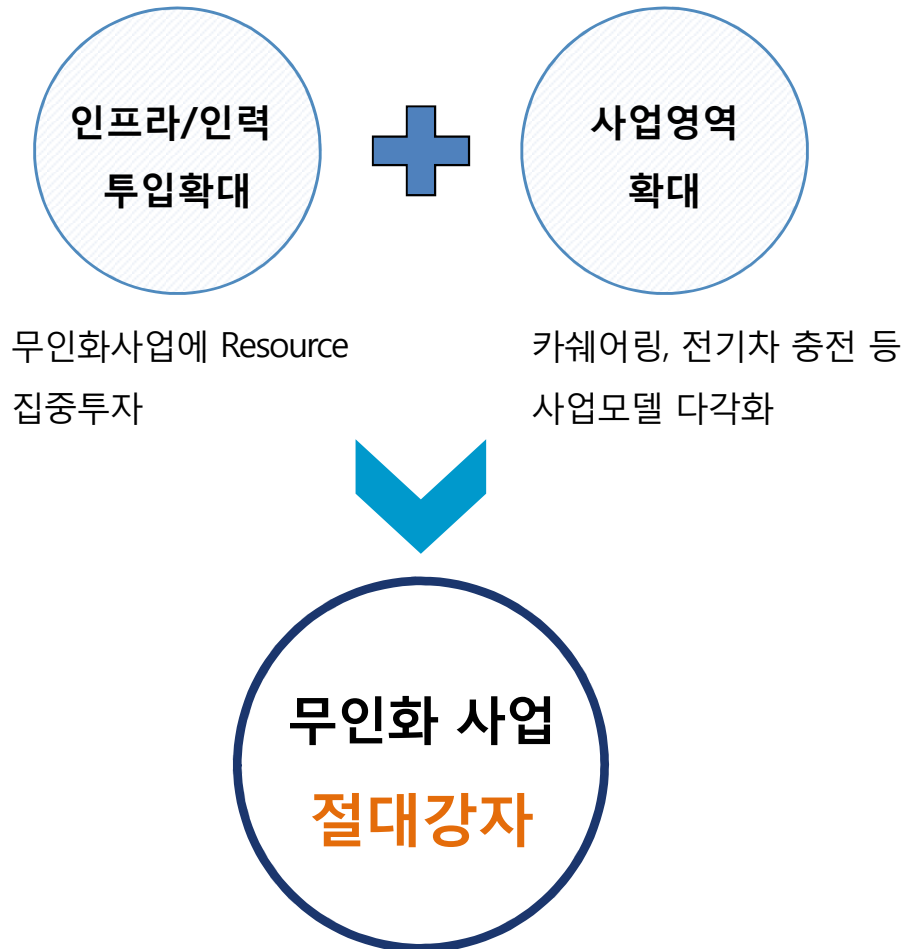 인프라/인력
투입확대
사업영역
확대
무인화사업에 Resource
집중투자
카쉐어링, 전기차 충전 등
사업모델 다각화
무인화 사업
절대강자